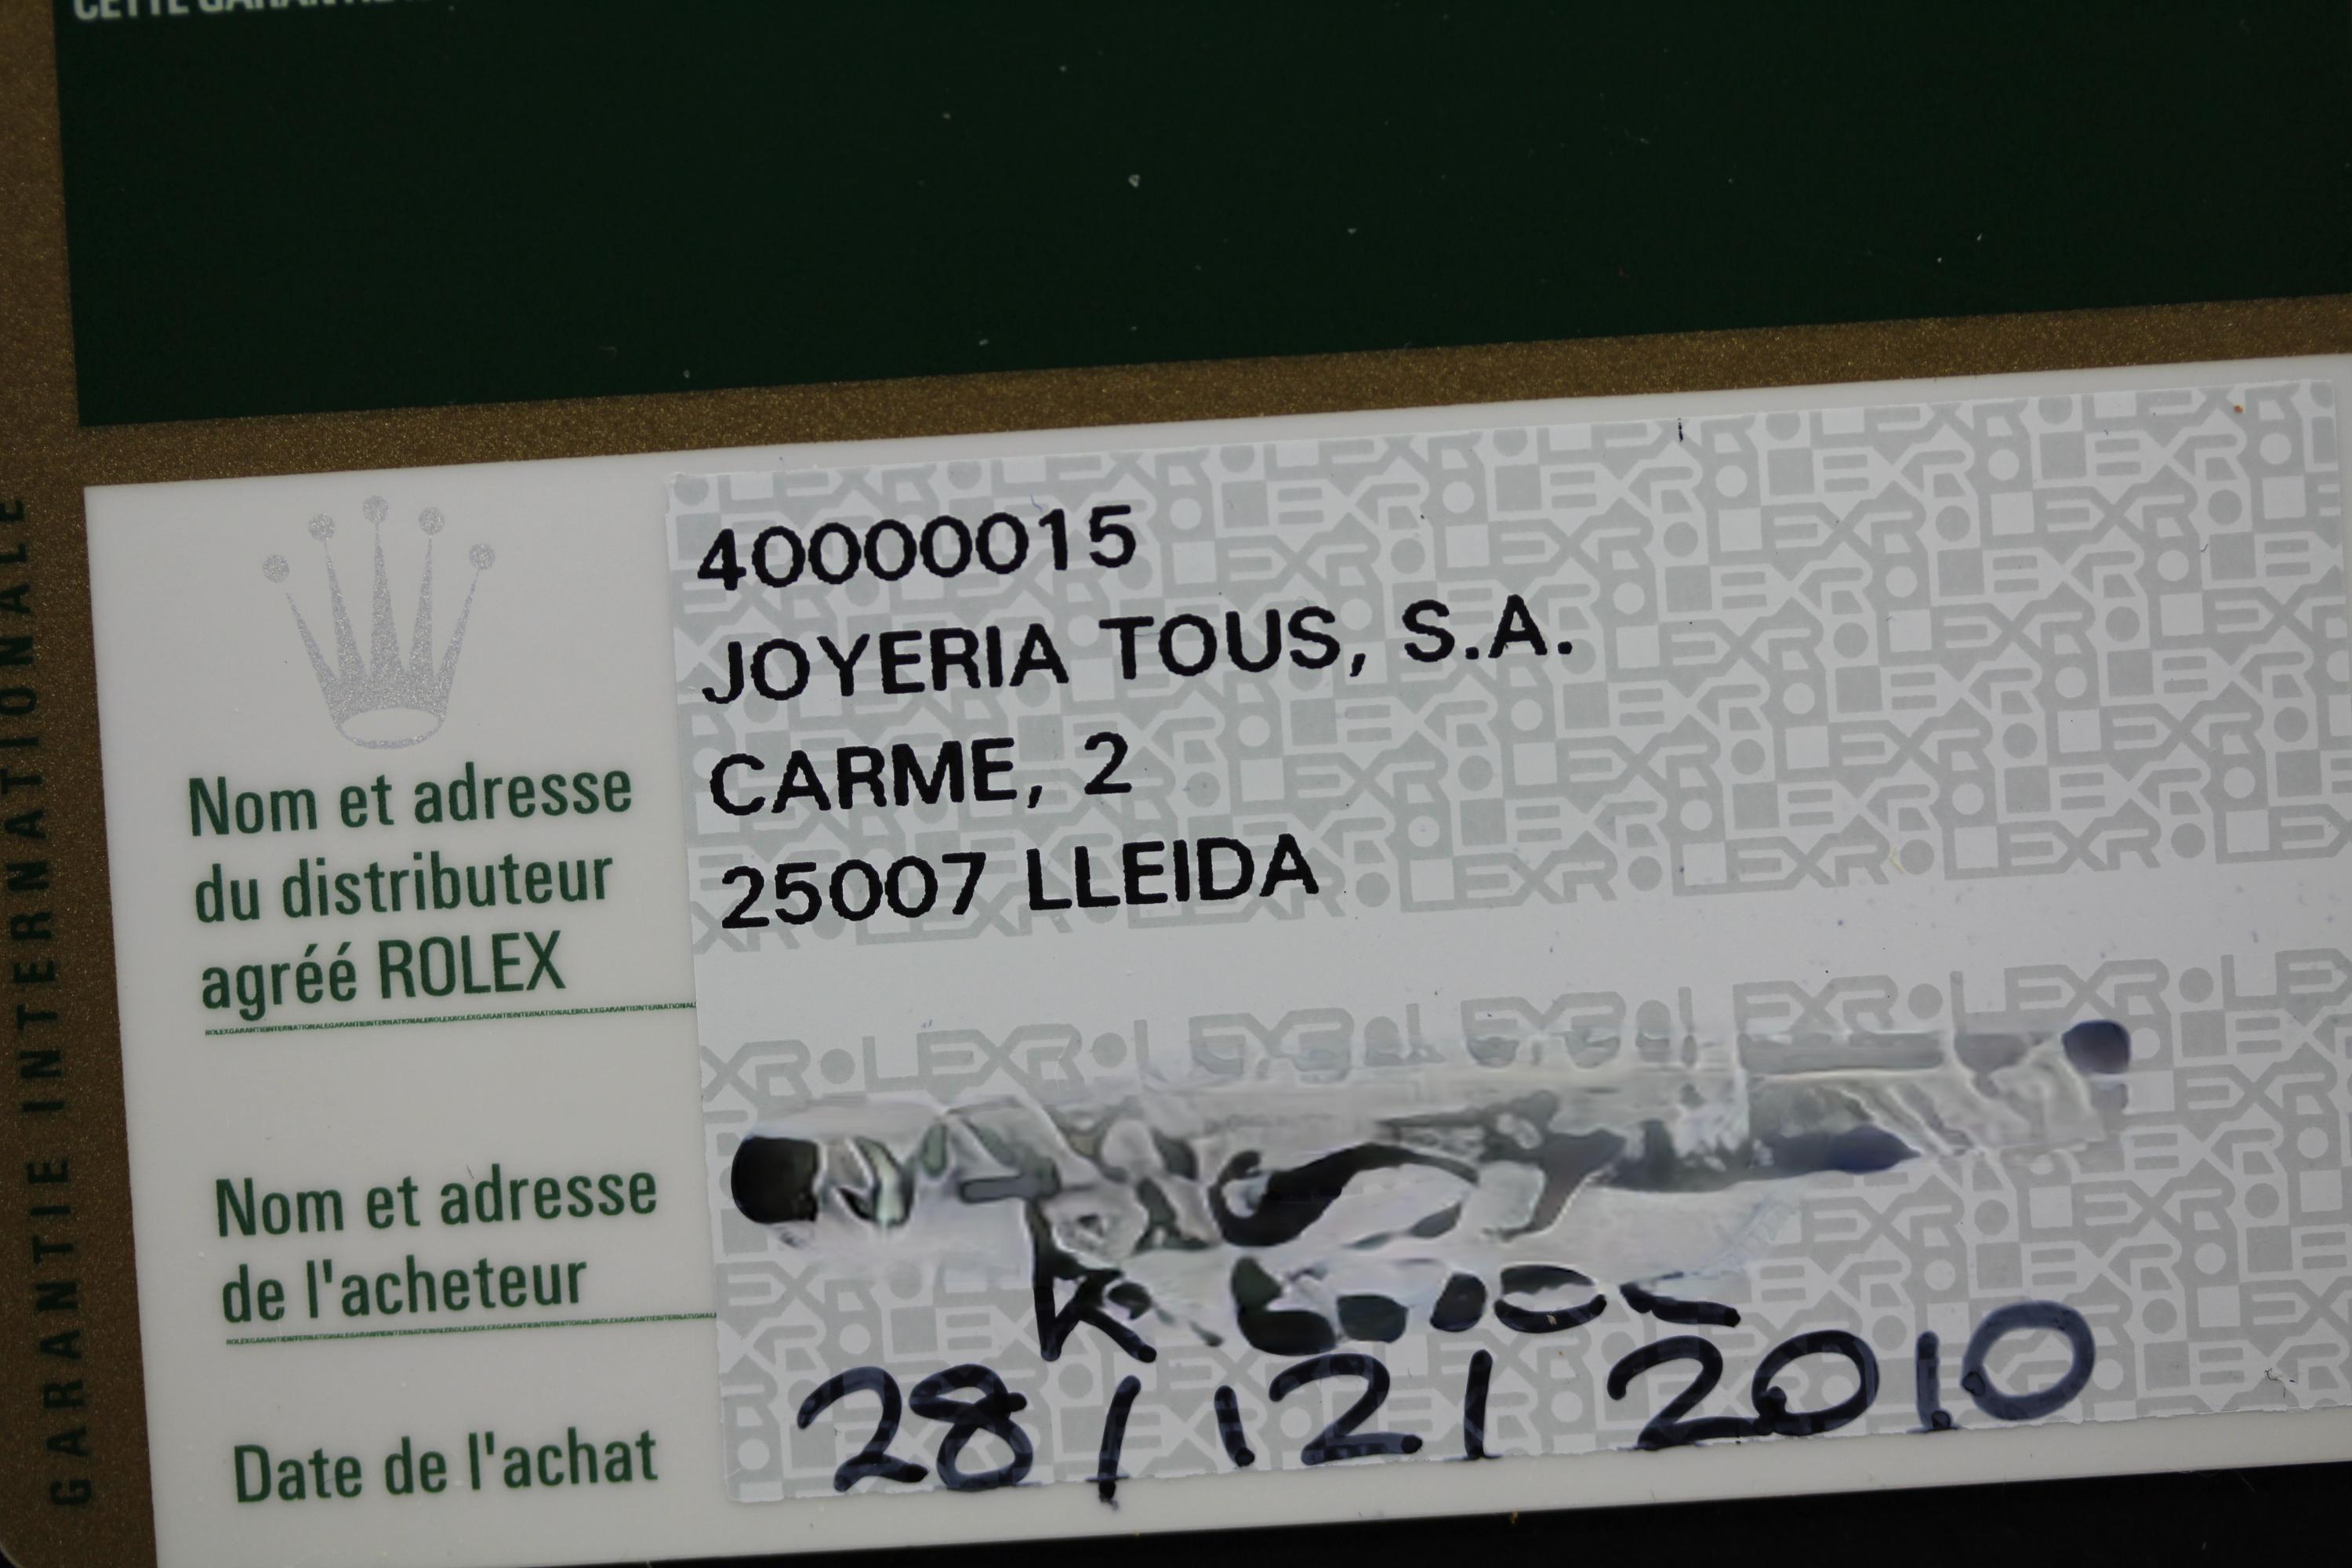 GARANTIE INTERNATIONALE
40000015
JOYERIA TOUS, S.A.
CARME, 2
25007 LLEIDA
Nom et adresse
du distributeur
agréé ROLEX
Nom et adresse
de l'acheteur
Date de l'achat
28/12/2010